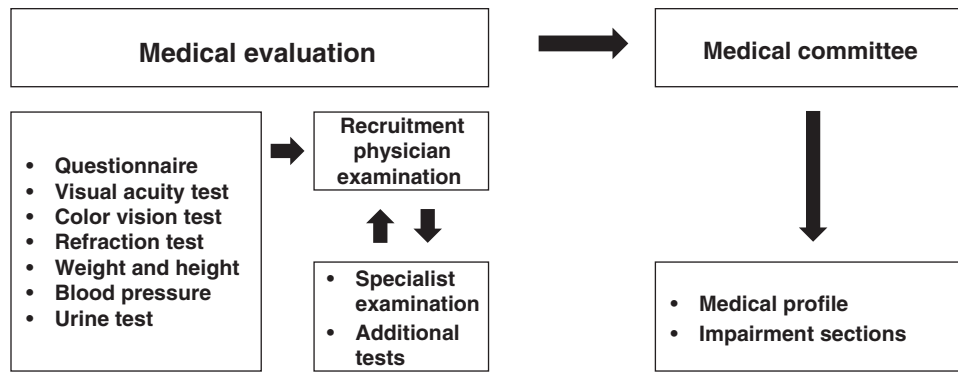 Medical evaluation
Medical committee
• Questionnaire
• Visual acuity test
• Color vision test
• Refraction test
• Weight and height
• Blood pressure
• Urine test
Recruitment
physician
examination
• Specialist
examination
• Additional
tests
• Medical profile
• Impairment sections